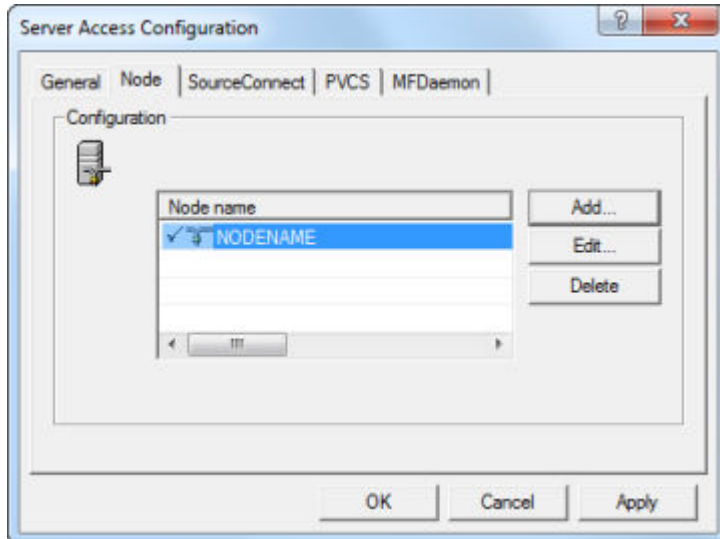 Server Access Configuration
General Node SourceConnect PVCS MFDaemon
Configuration
Node name
NODENAME
Add...
Edit...
Delete
OK Cancel Apply